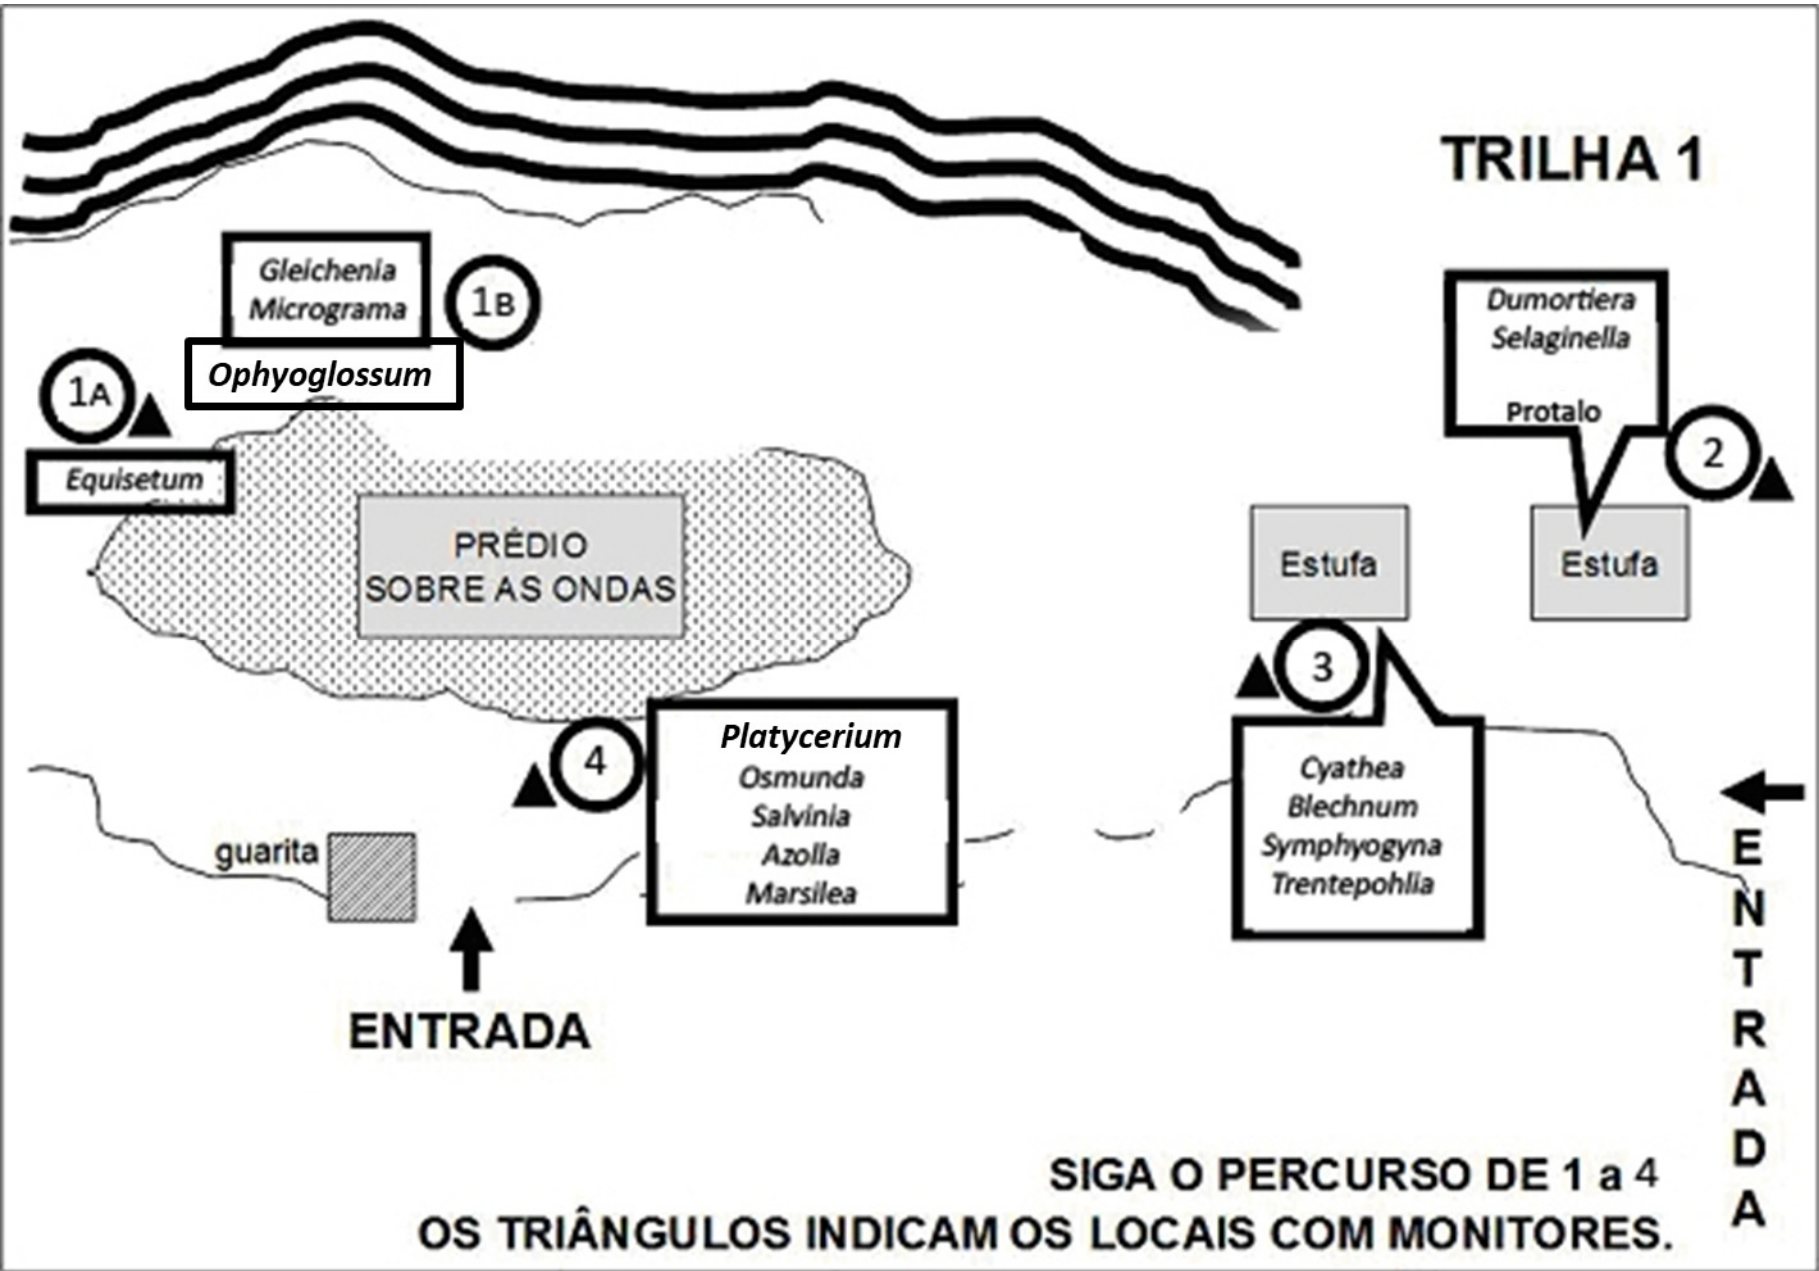 TRILHA 1
Gleichenia
Micrograma
1B
Ophyoglossum
1A
Equisetum
PRÉDIO
SOBRE AS ONDAS
Dumortiera
Selaginella
Protalo
2
Estufa
Estufa
3
Cyathea
Blechnum
Symphyogyna
Trentepohlia
4
Platycerium
Osmunda
Salvinia
Azolla
Marsilea
guarita
ENTRADA
ENTRADA
SIGA O PERCURSO DE 1 a 4
OS TRIÂNGULOS INDICAM OS LOCAIS COM MONITORES.